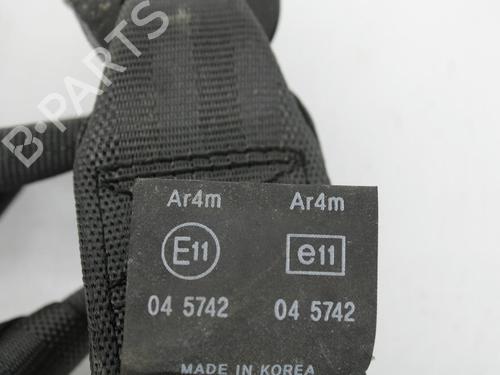 B-PARTS
Ar4m Ar4m
E11 e11
04 5742 04 5742
MADE IN KOREA